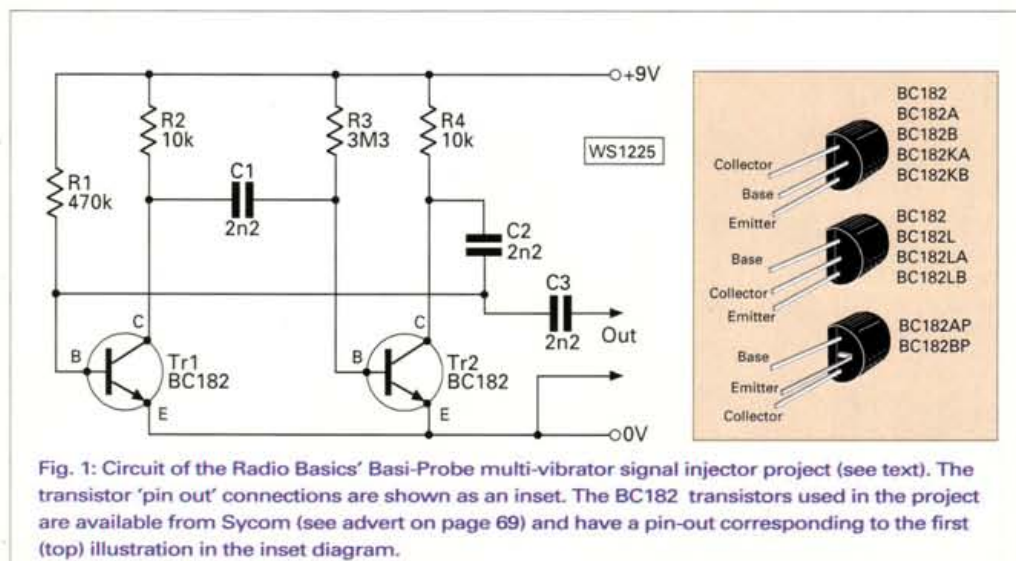 +9V
R2
10k
R3
3M3
R4
10k
WS1225
R1
470k
C1
2n2
C2
2n2
C3
2n2
Out
C
B
Tr1
BC182
E
C
B
Tr2
BC182
E
0V
Collector
Base
Emitter
BC182
BC182A
BC182B
BC182KA
BC182KB
Base
Collector
Emitter
BC182
BC182L
BC182LA
BC182LB
Base
Emitter
Collector
BC182AP
BC182BP
Fig. 1: Circuit of the Radio Basics' Basi-Probe multi-vibrator signal injector project (see text). The
transistor 'pin out' connections are shown as an inset. The BC182 transistors used in the project
are available from Sycom (see advert on page 69) and have a pin-out corresponding to the first
(top) illustration in the inset diagram.